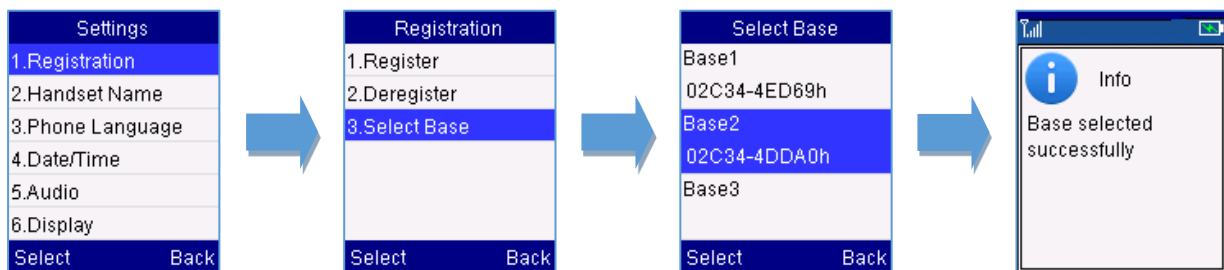 Settings
1.Registration
2.Handset Name
3.Phone Language
4.Date/Time
5.Audio
6.Display
Select Back
Registration
1.Register
2.Deregister
3.Select Base
Select Back
Select Base
Base1
02C34-4ED69h
Base2
02C34-4DDA0h
Base3
Select Back
Info
Base selected
successfully